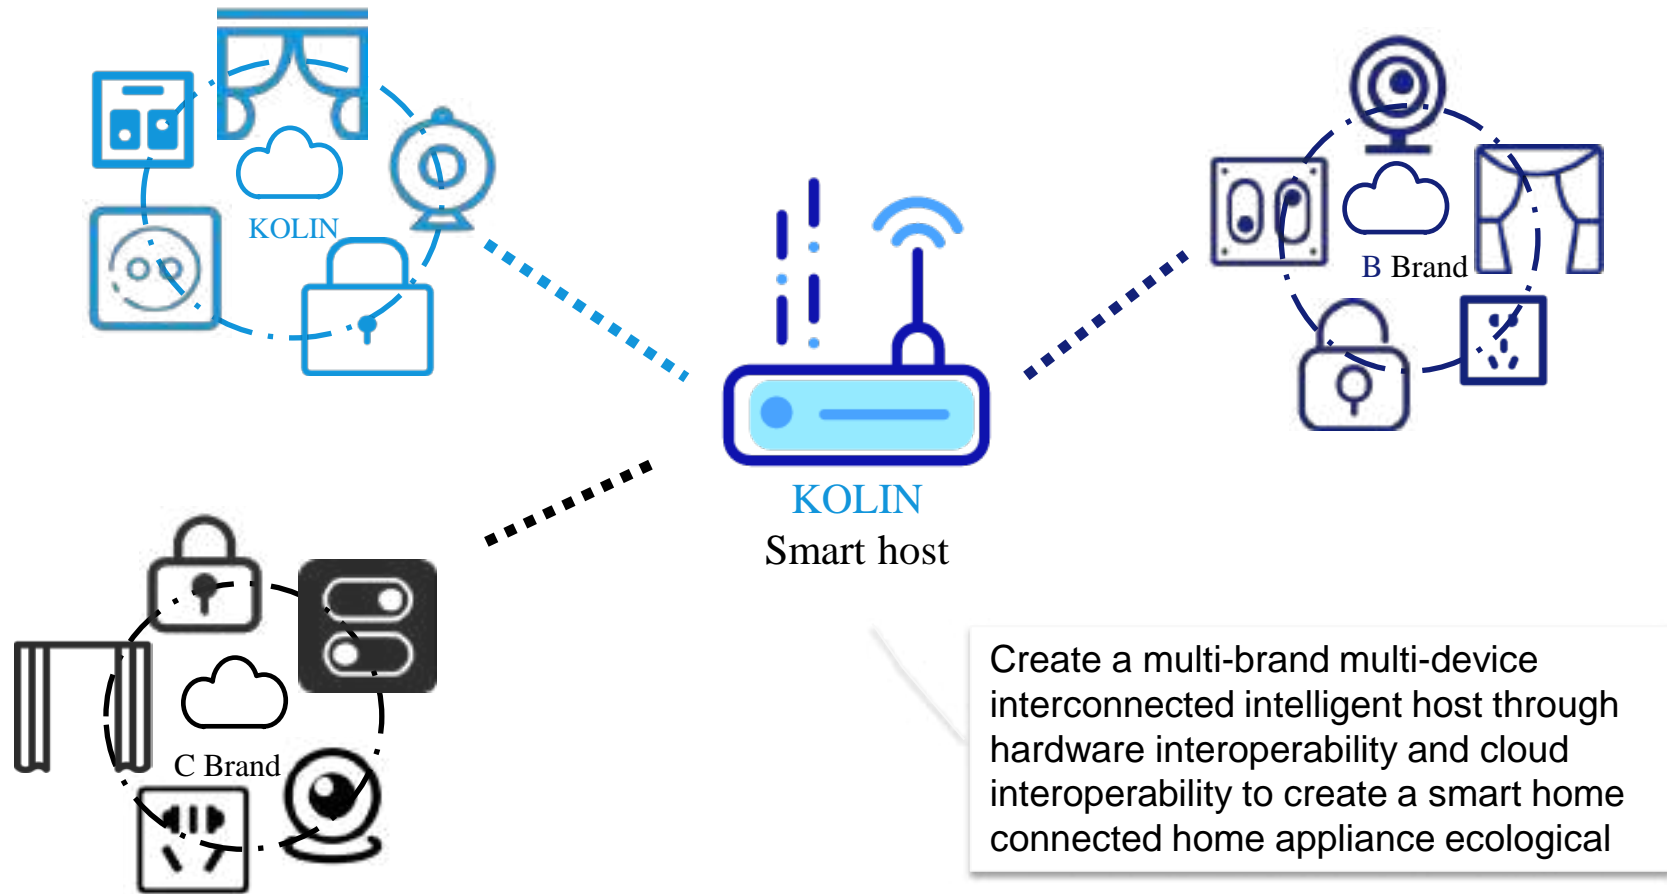 KOLIN
B Brand
KOLIN
Smart host
C Brand
Create a multi-brand multi-device
interconnected intelligent host through
hardware interoperability and cloud
interoperability to create a smart home
connected home appliance ecological